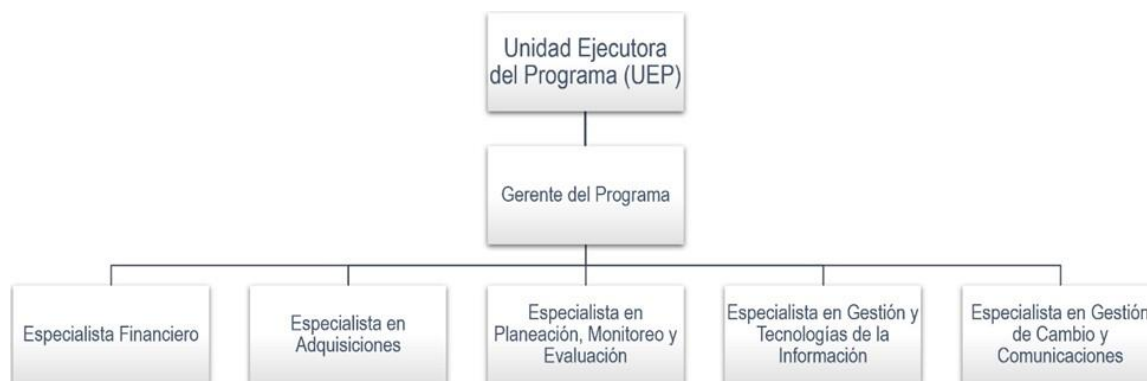 Unidad Ejecutora
del Programa (UEP)
Gerente del Programa
Especialista Financiero
Especialista en
Adquisiciones
Especialista en
Planeación, Monitoreo y
Evaluación
Especialista en Gestión y
Tecnologías de la
Información
Especialista en Gestión
de Cambio y
Comunicaciones